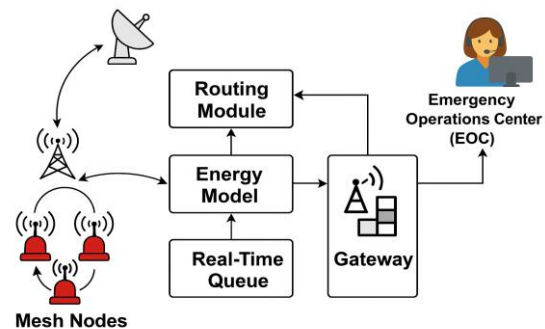 Routing
Module
Emergency
Operations Center
(EOC)
Energy
Model
Real-Time
Queue
Gateway
Mesh Nodes